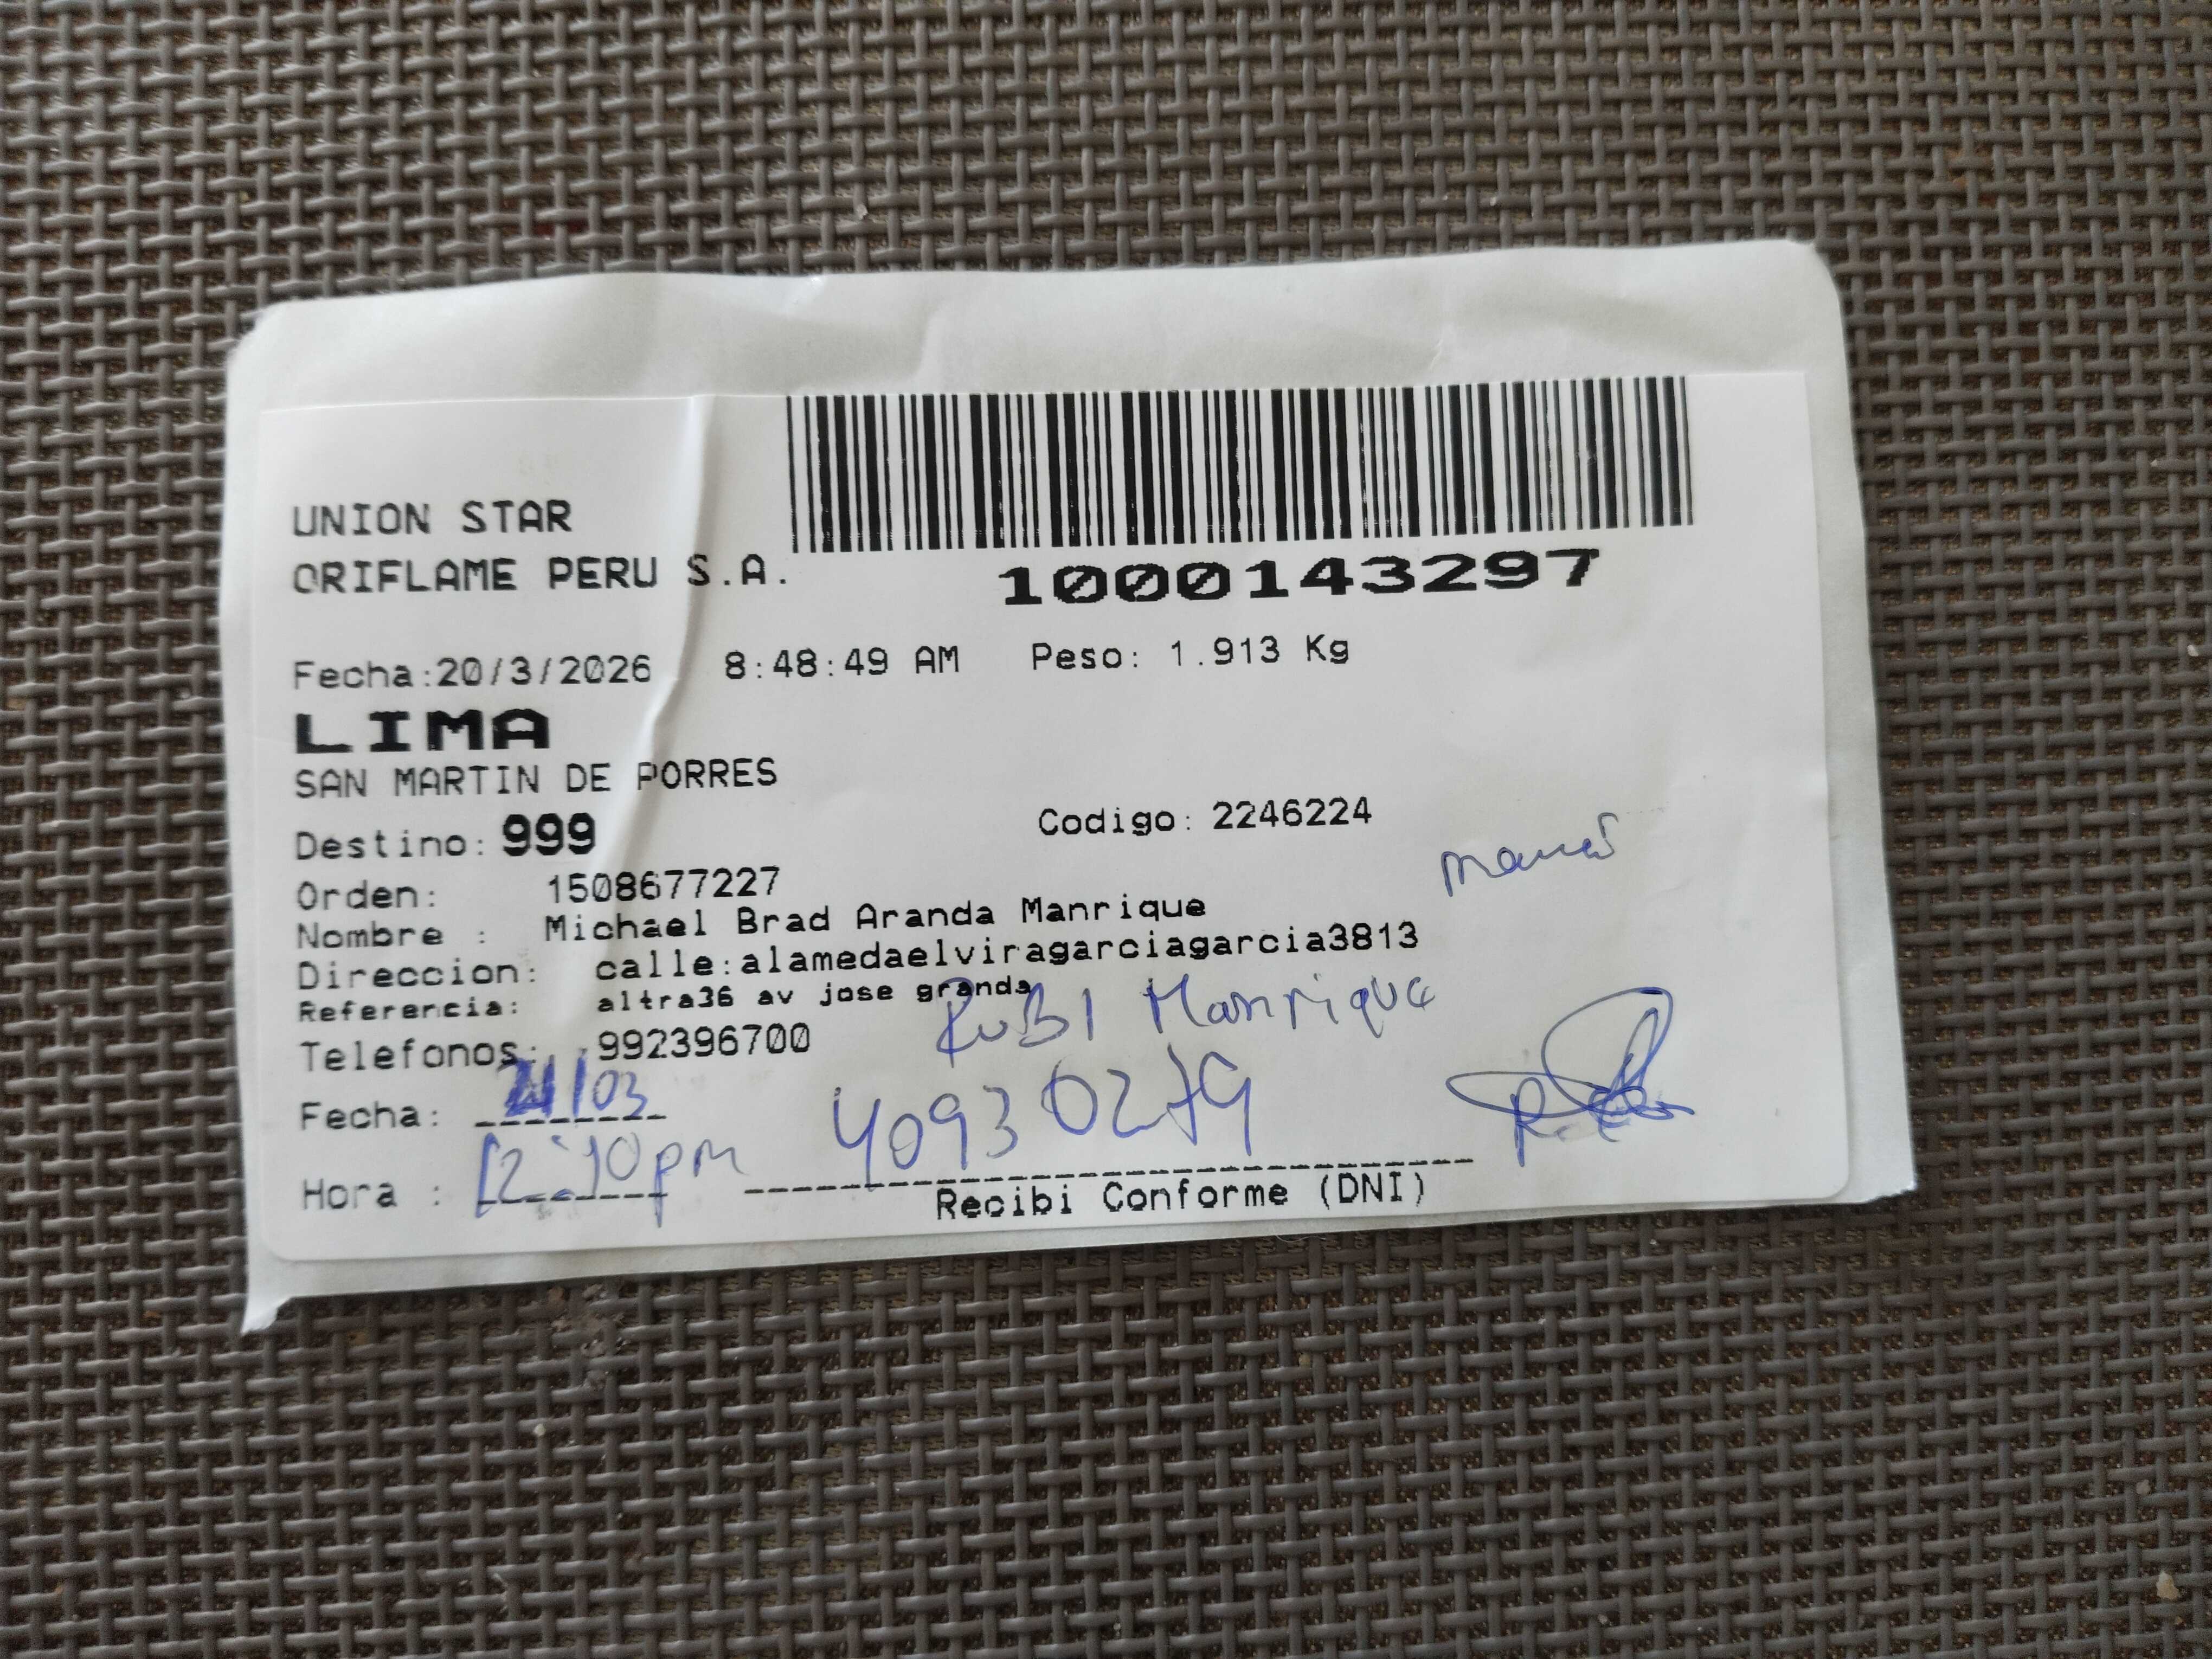 UNION STAR
ORIFLAME PERU S.A.
1000143297
Fecha:20/3/2026 8:48:49 AM Peso: 1.913 Kg
LIMA
SAN MARTIN DE PORRES
Destino: 999 Codigo: 2246224
Orden: 1508677227
Nombre : Michael Brad Aranda Manrique
Direccion: calle:alamedaelviragarciagarcia3813
Referencia: altra36 av jose granda
RuBI Manrique
Telefonos: 992396700
Fecha: 21/03
40930279
Hora : 12:10pm
Recibi Conforme (DNI)